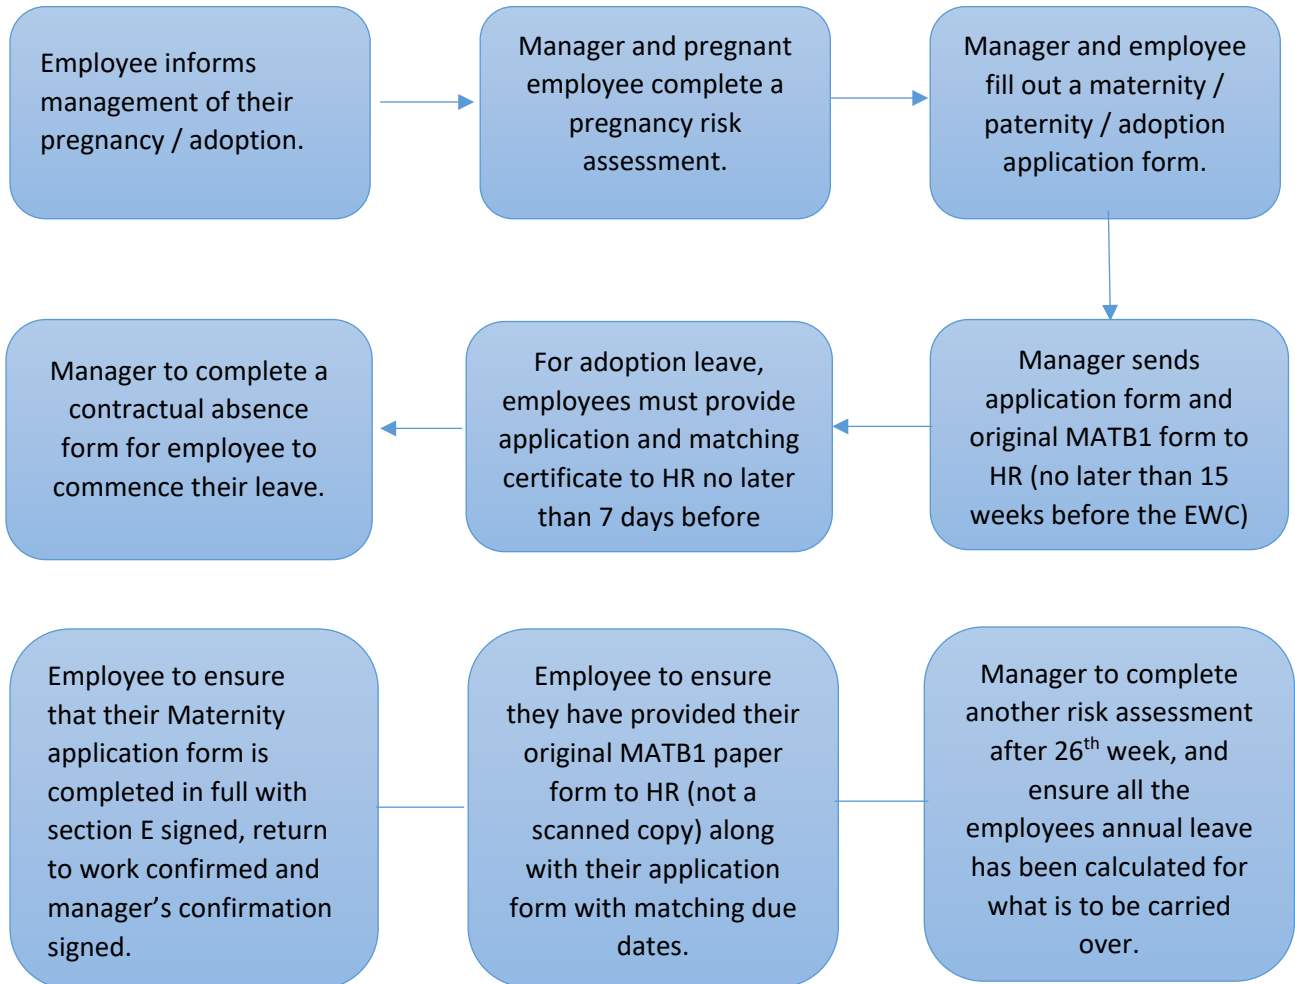 Employee informs
management of their
pregnancy / adoption.
Manager and pregnant
employee complete a
pregnancy risk
assessment.
Manager and employee
fill out a maternity /
paternity / adoption
application form.
Manager sends
application form and
original MATB1 form to
HR (no later than 15
weeks before the EWC)
For adoption leave,
employees must provide
application and matching
certificate to HR no later
than 7 days before
Manager to complete a
contractual absence
form for employee to
commence their leave.
Employee to ensure
that their Maternity
application form is
completed in full with
section E signed, return
to work confirmed and
manager’s confirmation
signed.
Employee to ensure
they have provided their
original MATB1 paper
form to HR (not a
scanned copy) along
with their application
form with matching due
dates.
Manager to complete
another risk assessment
after 26th week, and
ensure all the
employees annual leave
has been calculated for
what is to be carried
over.